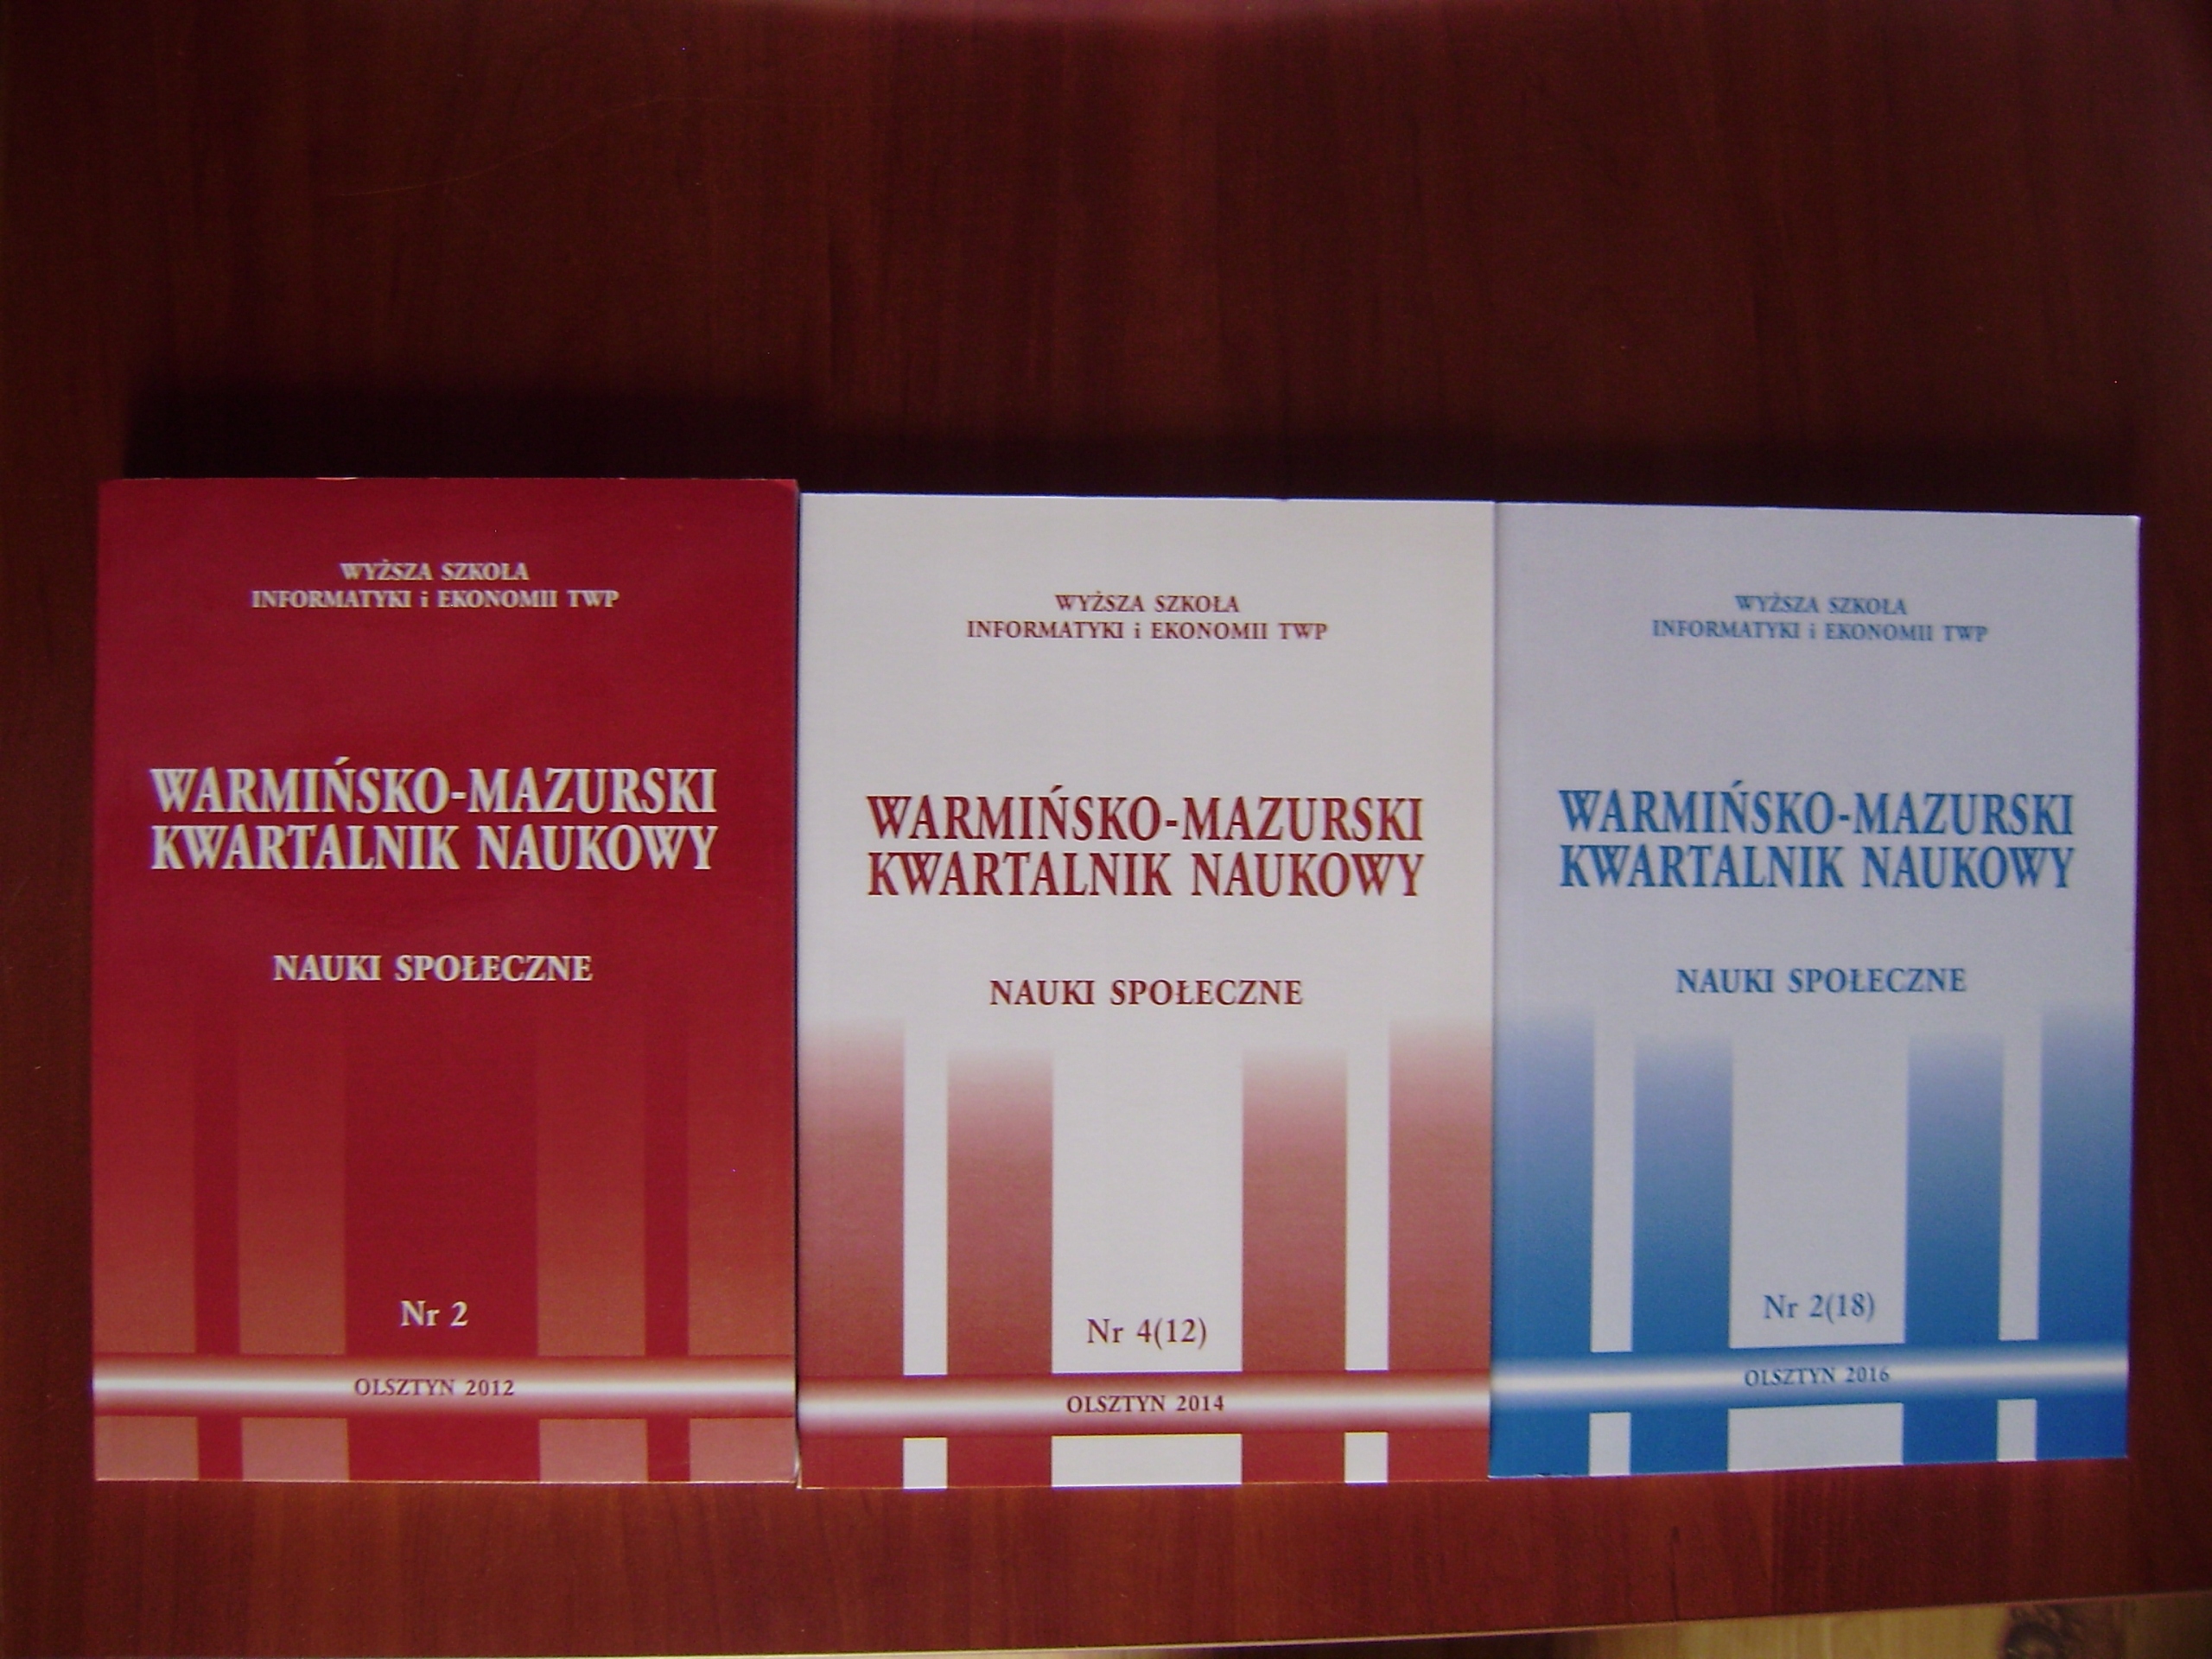 WYŻSZA SZKOŁA
INFORMATYKI i EKONOMII TWP
WARMIŃSKO-MAZURSKI
KWARTALNIK NAUKOWY
NAUKI SPOŁECZNE
Nr 2
OLSZTYN 2012
WYŻSZA SZKOŁA
INFORMATYKI i EKONOMII TWP
WARMIŃSKO-MAZURSKI
KWARTALNIK NAUKOWY
NAUKI SPOŁECZNE
Nr 4(12)
OLSZTYN 2014
WYŻSZA SZKOŁA
INFORMATYKI i EKONOMII TWP
WARMIŃSKO-MAZURSKI
KWARTALNIK NAUKOWY
NAUKI SPOŁECZNE
Nr 2(18)
OLSZTYN 2016